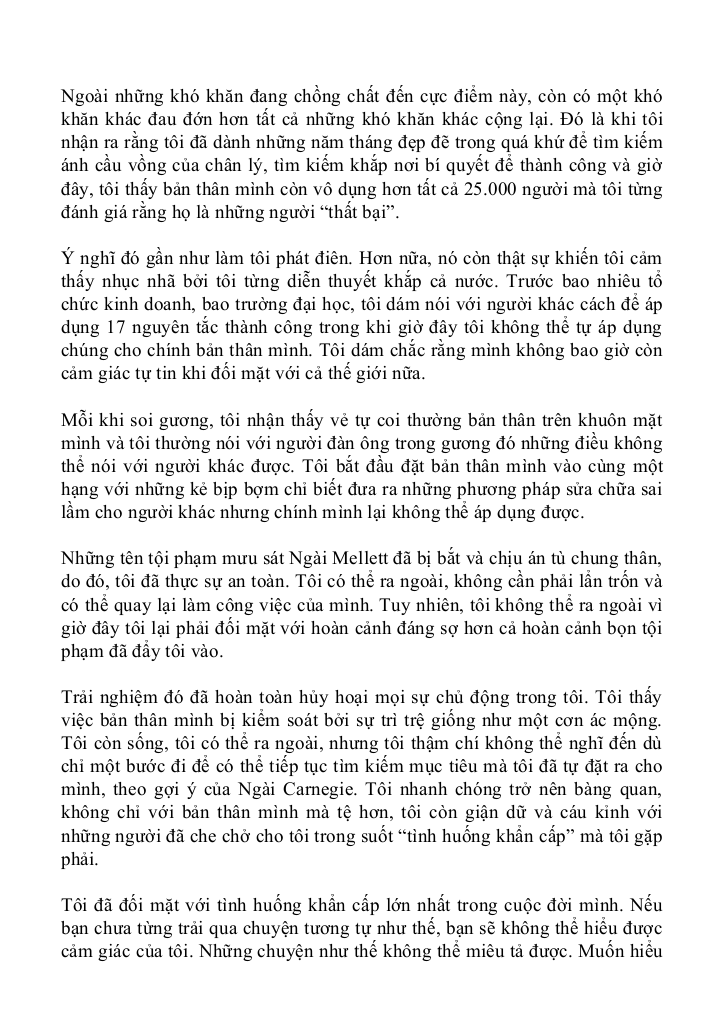 Ngoài những khó khăn đang chồng chất đến cực điểm này, còn có một khó
khăn khác đau đớn hơn tất cả những khó khăn khác cộng lại. Đó là khi tôi
nhận ra rằng tôi đã dành những năm tháng đẹp đẽ trong quá khứ để tìm kiếm
ánh cầu vồng của chân lý, tìm kiếm khắp nơi bí quyết để thành công và giờ
đây, tôi thấy bản thân mình còn vô dụng hơn tất cả 25.000 người mà tôi từng
đánh giá rằng họ là những người “thất bại”.
Ý nghĩ đó gần như làm tôi phát điên. Hơn nữa, nó còn thật sự khiến tôi cảm
thấy nhục nhã bởi tôi từng diễn thuyết khắp cả nước. Trước bao nhiêu tổ
chức kinh doanh, bao trường đại học, tôi dám nói với người khác cách để áp
dụng 17 nguyên tắc thành công trong khi giờ đây tôi không thể tự áp dụng
chúng cho chính bản thân mình. Tôi dám chắc rằng mình không bao giờ còn
cảm giác tự tin khi đối mặt với cả thế giới nữa.
Mỗi khi soi gương, tôi nhận thấy vẻ tự coi thường bản thân trên khuôn mặt
mình và tôi thường nói với người đàn ông trong gương đó những điều không
thể nói với người khác được. Tôi bắt đầu đặt bản thân mình vào cùng một
hạng với những kẻ bịp bợm chỉ biết đưa ra những phương pháp sửa chữa sai
lầm cho người khác nhưng chính mình lại không thể áp dụng được.
Những tên tội phạm mưu sát Ngài Mellett đã bị bắt và chịu án tù chung thân,
do đó, tôi đã thực sự an toàn. Tôi có thể ra ngoài, không cần phải lẩn trốn và
có thể quay lại làm công việc của mình. Tuy nhiên, tôi không thể ra ngoài vì
giờ đây tôi lại phải đối mặt với hoàn cảnh đáng sợ hơn cả hoàn cảnh bọn tội
phạm đã đẩy tôi vào.
Trải nghiệm đó đã hoàn toàn hủy hoại mọi sự chủ động trong tôi. Tôi thấy
việc bản thân mình bị kiểm soát bởi sự trì trệ giống như một cơn ác mộng.
Tôi còn sống, tôi có thể ra ngoài, nhưng tôi thậm chí không thể nghĩ đến dù
chỉ một bước đi để có thể tiếp tục tìm kiếm mục tiêu mà tôi đã tự đặt ra cho
mình, theo gợi ý của Ngài Carnegie. Tôi nhanh chóng trở nên bàng quan,
không chỉ với bản thân mình mà tệ hơn, tôi còn giận dữ và cáu kỉnh với
những người đã che chở cho tôi trong suốt “tình huống khẩn cấp” mà tôi gặp
phải.
Tôi đã đối mặt với tình huống khẩn cấp lớn nhất trong cuộc đời mình. Nếu
bạn chưa từng trải qua chuyện tương tự như thế, bạn sẽ không thể hiểu được
cảm giác của tôi. Những chuyện như thế không thể miêu tả được. Muốn hiểu